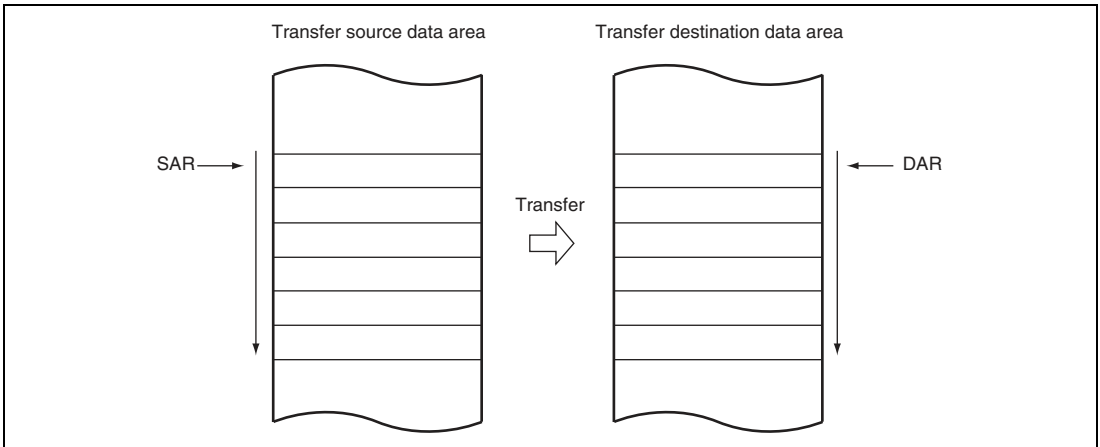 Transfer source data area
Transfer destination data area
SAR
DAR
Transfer